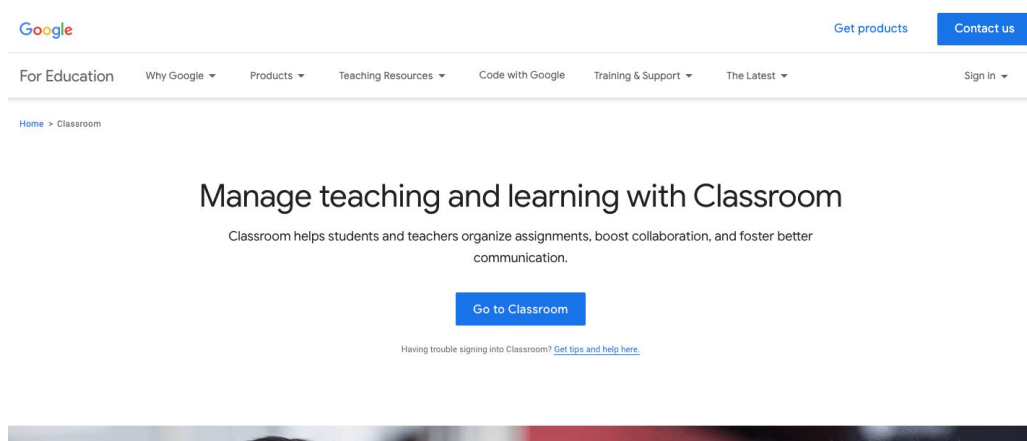 Google
Get products
Contact us
For Education
Why Google
Products
Teaching Resources
Code with Google
Training & Support
The Latest
Sign in
Home > Classroom
Manage teaching and learning with Classroom
Classroom helps students and teachers organize assignments, boost collaboration, and foster better
communication.
Go to Classroom
Having trouble signing into Classroom? Get tips and help here.